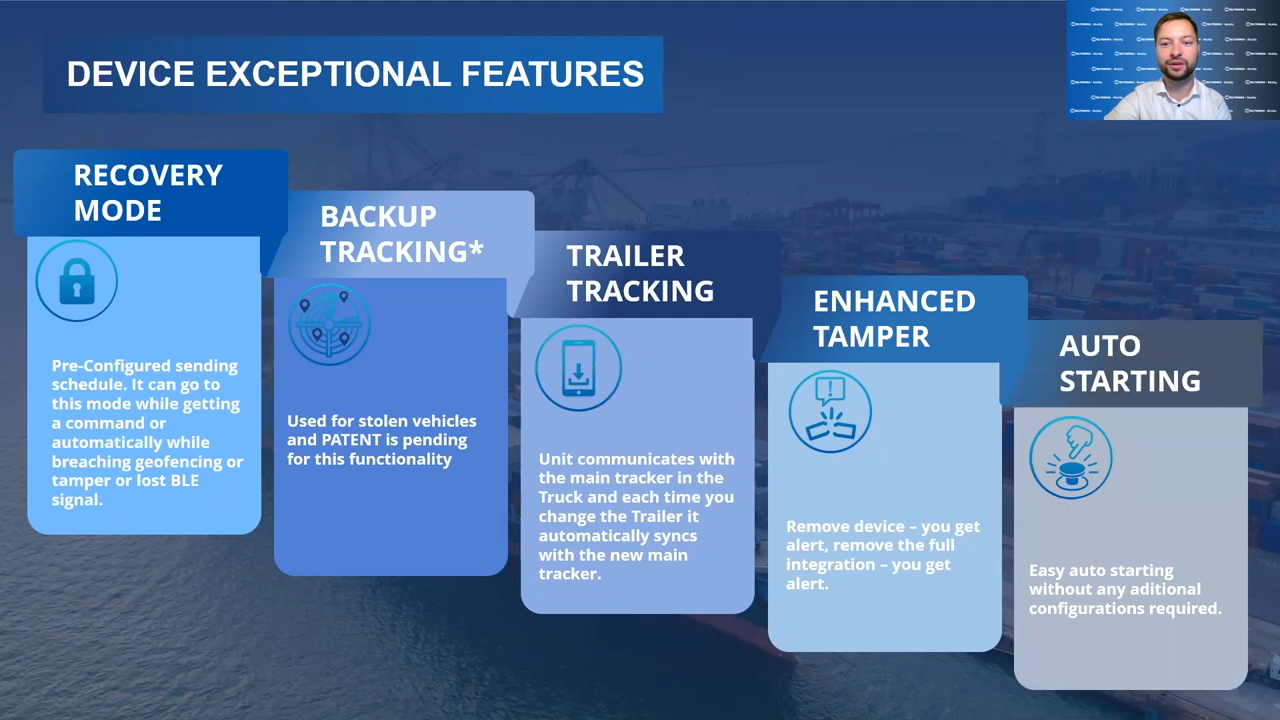 DEVICE EXCEPTIONAL FEATURES
RECOVERY
MODE
Pre-Configured sending
schedule. It can go to
this mode while getting
a command or
automatically while
breaching geofencing or
tamper or lost BLE
signal.
BACKUP
TRACKING*
Used for stolen vehicles
and PATENT is pending
for this functionality
TRAILER
TRACKING
Unit communicates with
the main tracker in the
Truck and each time you
change the Trailer it
automatically syncs
with the new main
tracker.
ENHANCED
TAMPER
Remove device – you get
alert, remove the full
integration – you get
alert.
AUTO
STARTING
Easy auto starting
without any aditional
configurations required.